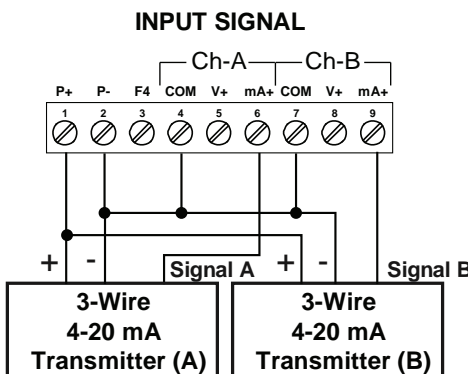 INPUT SIGNAL
Ch-A Ch-B
P+ P- F4 COM V+ mA+ COM V+ mA+
1 2 3 4 5 6 7 8 9
+ - Signal A + - Signal B
3-Wire 3-Wire
4-20 mA 4-20 mA
Transmitter (A) Transmitter (B)